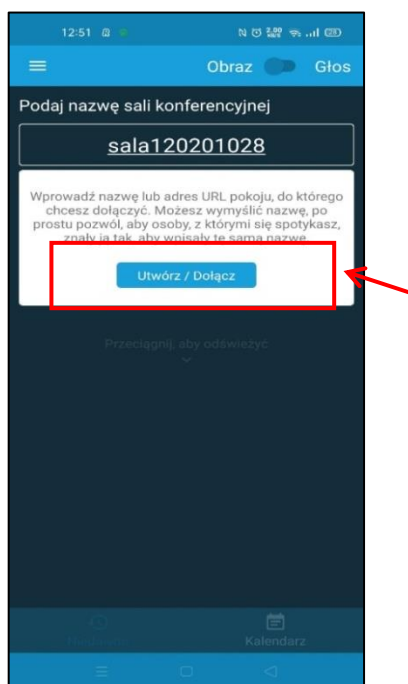 12:51
2,00
Obraz Głos
Podaj nazwę sali konferencyjnej
sala120201028
Wprowadź nazwę lub adres URL pokoju, do którego
chcesz dołączyć. Możesz wymyślić nazwę, po
prostu pozwól, aby osoby, z którymi się spotykasz,
znały ją tak, aby wpisały tę samą nazwę.
Utwórz / Dołącz
Przeciągnij, aby odświeżyć
Kalendarz